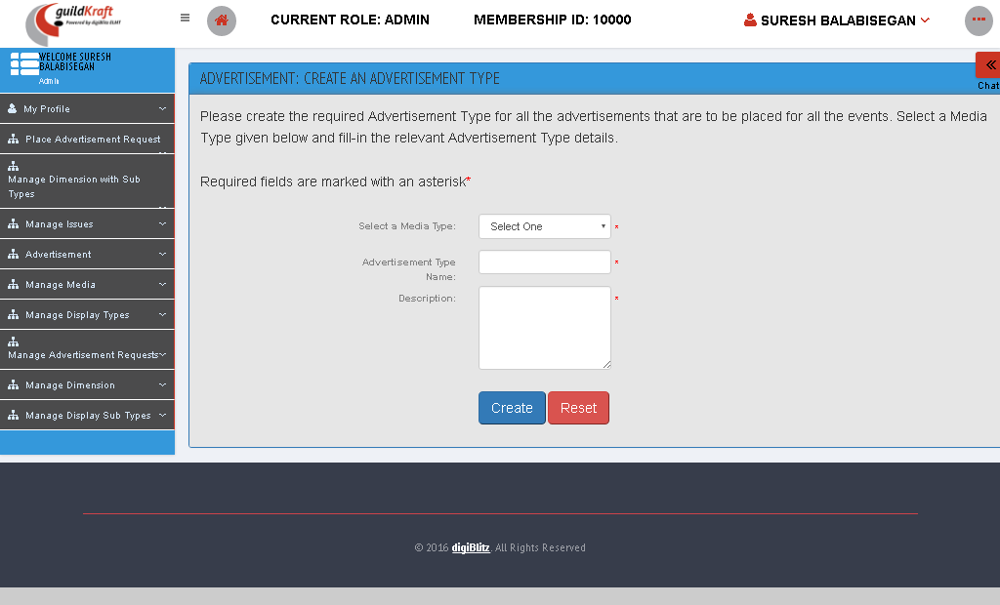 guildKraft
Powered by digiBlitz ELMT
CURRENT ROLE: ADMIN
MEMBERSHIP ID: 10000
SURESH BALABISEGAN
WELCOME SURESH
BALABISEGAN
Admin
Chat
My Profile
Place Advertisement Request
Manage Dimension with Sub
Types
Manage Issues
Advertisement
Manage Media
Manage Display Types
Manage Advertisement Requests
Manage Dimension
Manage Display Sub Types
ADVERTISEMENT: CREATE AN ADVERTISEMENT TYPE
Please create the required Advertisement Type for all the advertisements that are to be placed for all the events. Select a Media
Type given below and fill-in the relevant Advertisement Type details.
Required fields are marked with an asterisk*
Select a Media Type: Select One *
Advertisement Type
Name: *
Description: *
Create Reset
© 2016 digiBlitz. All Rights Reserved